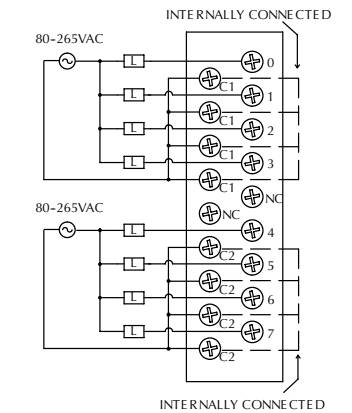 INTERNALLY CONNECTED
80-265VAC
L
0
C1
L
1
C1
L
2
C1
L
3
C1
NC
NC
80-265VAC
L
4
C2
L
5
C2
L
6
C2
L
7
C2
INTERNALLY CONNECTED